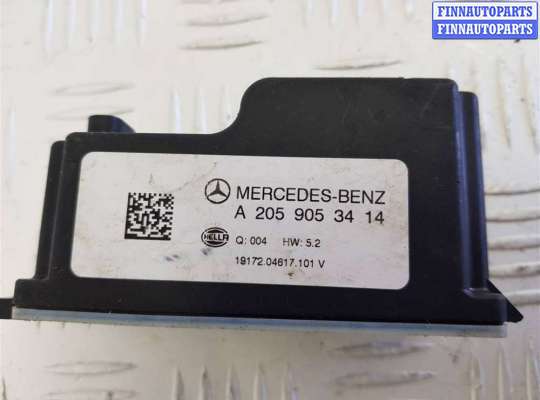 FINNAUTOPARTS
FINNAUTOPARTS
MERCEDES-BENZ
A 205 905 34 14
HELLA
Q: 004 HW: 5.2
19172.04617.101 V